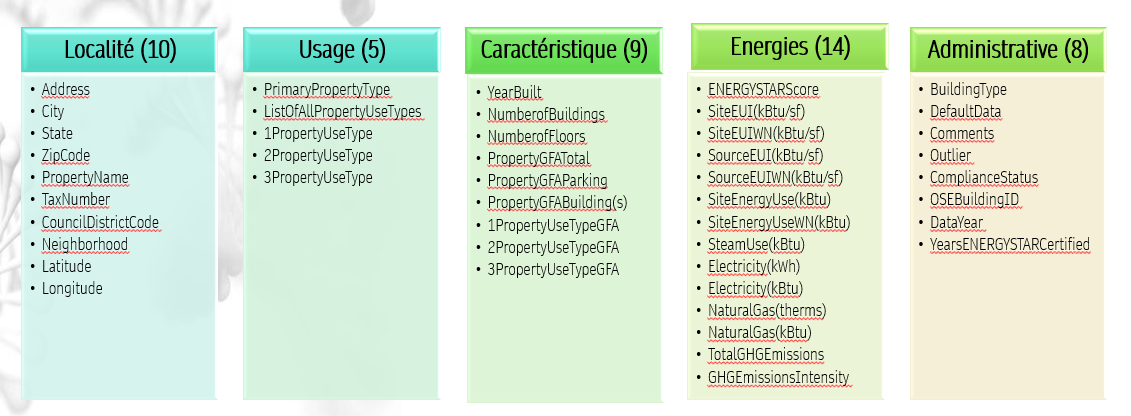 Localité (10)
• Address
• City
• State
• ZipCode
• PropertyName
• TaxNumber
• CouncilDistrictCode
• Neighborhood
• Latitude
• Longitude
Usage (5)
• PrimaryPropertyType
• ListOfAllPropertyUseTypes
• 1PropertyUseType
• 2PropertyUseType
• 3PropertyUseType
Caractéristique (9)
• YearBuilt
• NumberofBuildings
• NumberofFloors
• PropertyGFATotal
• PropertyGFAParking
• PropertyGFABuilding(s)
• 1PropertyUseTypeGFA
• 2PropertyUseTypeGFA
• 3PropertyUseTypeGFA
Energies (14)
• ENERGYSTARScore
• SiteEUI(kBtu/sf)
• SiteEUIWN(kBtu/sf)
• SourceEUI(kBtu/sf)
• SourceEUIWN(kBtu/sf)
• SiteEnergyUse(kBtu)
• SiteEnergyUseWN(kBtu)
• SteamUse(kBtu)
• Electricity(kWh)
• Electricity(kBtu)
• NaturalGas(therms)
• NaturalGas(kBtu)
• TotalGHGEmissions
• GHGEmissionsIntensity
Administrative (8)
• BuildingType
• DefaultData
• Comments
• Outlier
• ComplianceStatus
• OSEBuildingID
• DataYear
• YearsENERGYSTARCertified